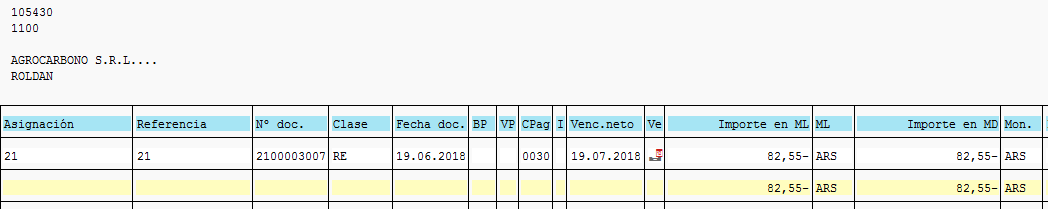 105430
1100
AGROCARBONO S.R.L....
ROLDAN
Asignación Referencia Nº doc. Clase Fecha doc. BP VP CPag I Venc.neto Ve Importe en ML ML Importe en MD Mon.
21 21 2100003007 RE 19.06.2018 0030 19.07.2018 82,55- ARS 82,55- ARS
82,55- ARS 82,55- ARS